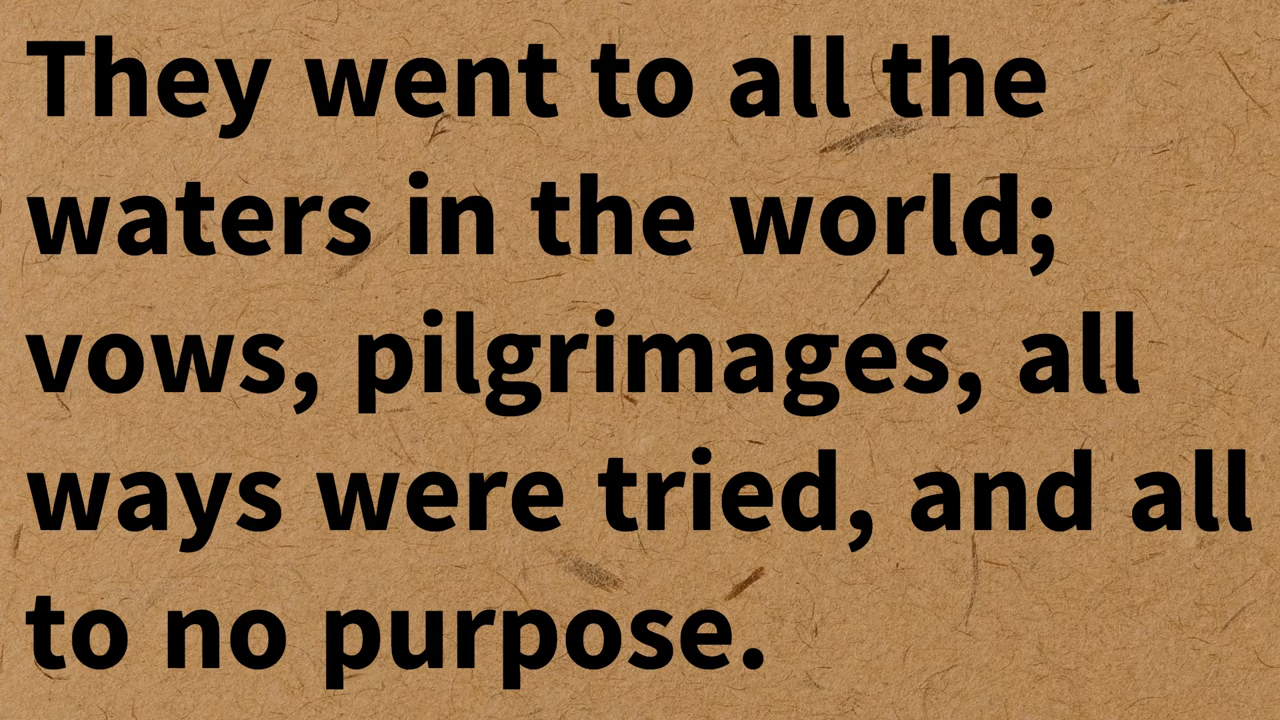 They went to all the
waters in the world;
vows, pilgrimages, all
ways were tried, and all
to no purpose.